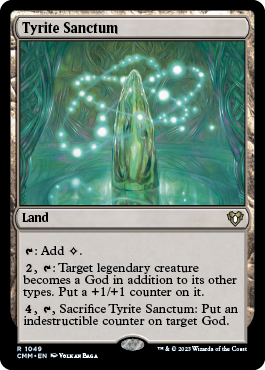 Tyrite Sanctum
Land
: Add .
2, : Target legendary creature
becomes a God in addition to its other
types. Put a +1/+1 counter on it.
4, , Sacrifice Tyrite Sanctum: Put an
indestructible counter on target God.
R 1049
CMM • EN Volkan Baga
™ & © 2023 Wizards of the Coast